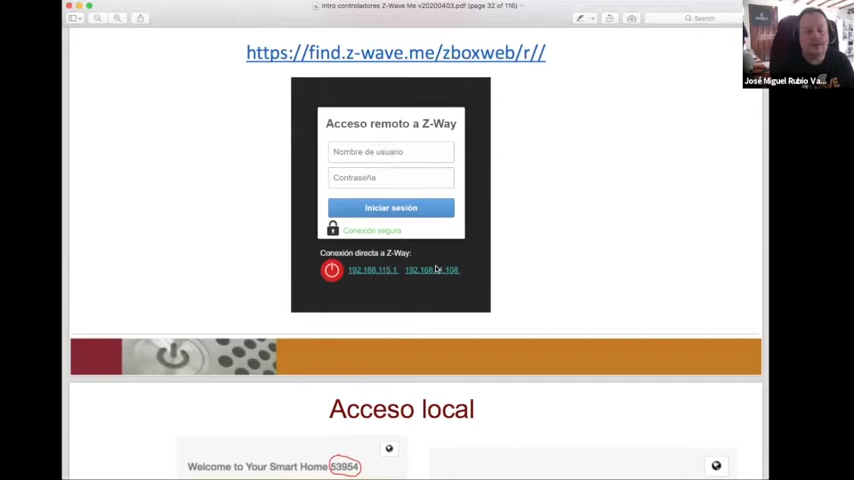 Intro controladores Z-Wave Me v20200403.pdf (page 32 of 116)
Search
https://find.z-wave.me/zboxweb/r//
José Miguel Rubio Va...
Acceso remoto a Z-Way
Nombre de usuario
Contraseña
Iniciar sesión
Conexión segura
Conexión directa a Z-Way:
192.168.115.1
Acceso local
Welcome to Your Smart Home 53954